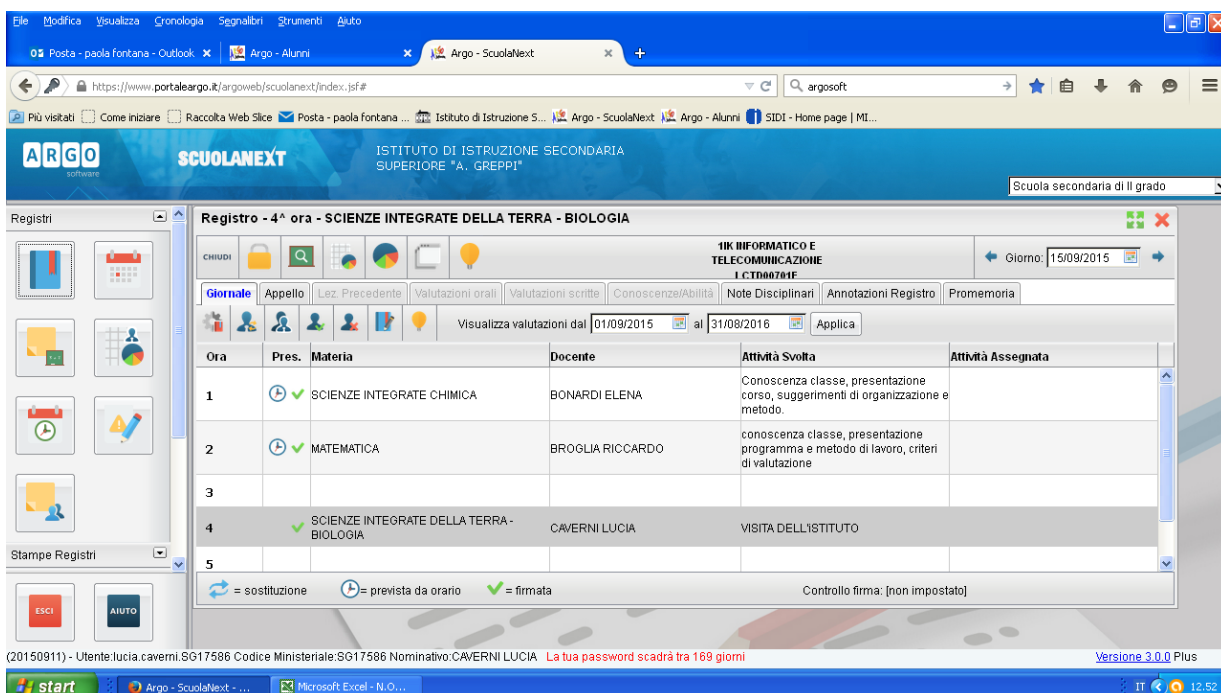 File Modifica Visualizza Cronologia Segnalibri Strumenti Aiuto
Posta - paola fontana - Outlook Argo - Alunni Argo - ScuolaNext
https://www.portaleargo.it/argoweb/scuolanext/index.jsf# argosoft
Più visitati Come iniziare Raccolta Web Slice Posta - paola fontana ... Istituto di Istruzione S... Argo - ScuolaNext Argo - Alunni SIDI - Home page | MI...
ARGO software SCUOLANEXT ISTITUTO DI ISTRUZIONE SECONDARIA
SUPERIORE "A. GREPPI"
Scuola secondaria di II grado
Registri
Registro - 4^ ora - SCIENZE INTEGRATE DELLA TERRA - BIOLOGIA
CHIUDI
1IK INFORMATICO E
TELECOMUNICAZIONE
LCTD00701E
Giorno: 15/09/2015
Giornale Appello Lez. Precedente Valutazioni orali Valutazioni scritte Conoscenze/Abilità Note Disciplinari Annotazioni Registro Promemoria
Visualizza valutazioni dal 01/09/2015 al 31/08/2016 Applica
Ora Pres. Materia Docente Attività Svolta Attività Assegnata
1 SCIENZE INTEGRATE CHIMICA BONARDI ELENA Conoscenza classe, presentazione
corso, suggerimenti di organizzazione e
metodo.
2 MATEMATICA BROGLIA RICCARDO conoscenza classe, presentazione
programma e metodo di lavoro, criteri
di valutazione
3
4 SCIENZE INTEGRATE DELLA TERRA -
BIOLOGIA CAVERNI LUCIA VISITA DELL'ISTITUTO
5
Stampe Registri
= sostituzione = prevista da orario = firmata Controllo firma: [non impostato]
ESCI AIUTO
(20150911) - Utente:lucia.caverni.SG17586 Codice Ministeriale:SG17586 Nominativo:CAVERNI LUCIA La tua password scadrà tra 169 giorni Versione 3.0.0 Plus
start Argo - ScuolaNext - ... Microsoft Excel - N.O... IT 12.52